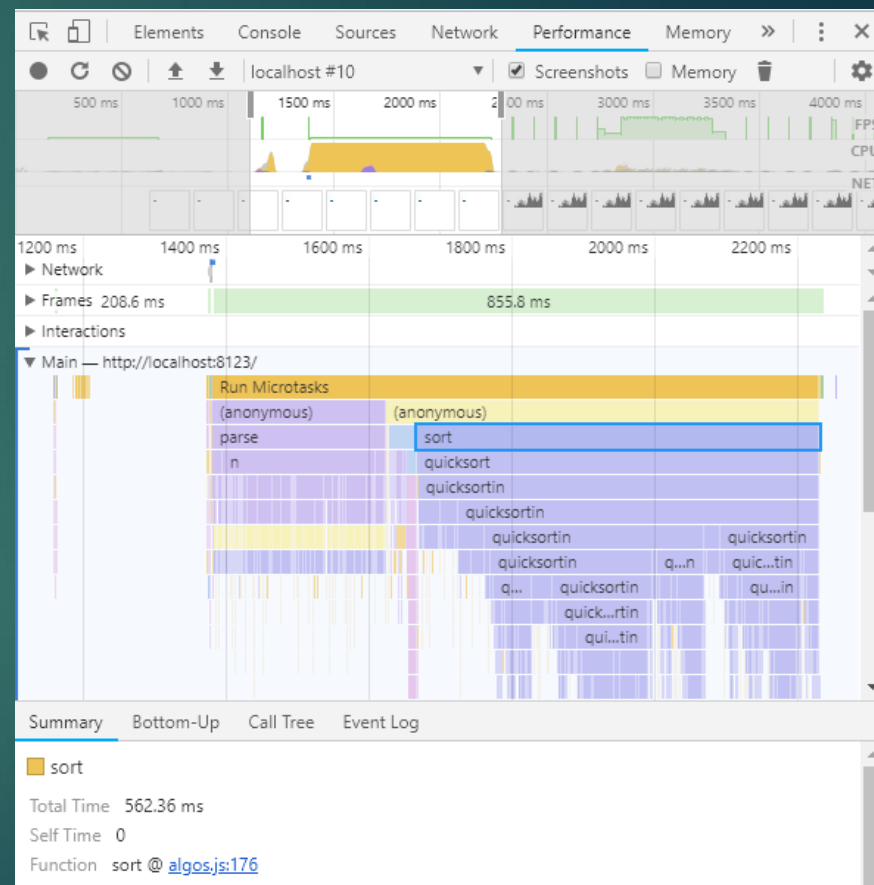 Elements Console Sources Network Performance Memory
localhost #10 Screenshots Memory
500 ms 1000 ms 1500 ms 2000 ms 2 00 ms 3000 ms 3500 ms 4000 ms
FPS
CPU
NET
1200 ms 1400 ms 1600 ms 1800 ms 2000 ms 2200 ms
Network
Frames 208.6 ms 855.8 ms
Interactions
Main — http://localhost:8123/
Run Microtasks
(anonymous) (anonymous)
parse sort
n quicksort
quicksortin
quicksortin
quicksortin quicksortin
quicksortin q...n quic...tin
q... quicksortin qu...in
quick...rtin
qui...tin
Summary Bottom-Up Call Tree Event Log
sort
Total Time 562.36 ms
Self Time 0
Function sort @ algos.js:176